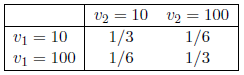 v₂ = 10 v₂ = 100
v₁ = 10 1/3 1/6
v₁ = 100 1/6 1/3